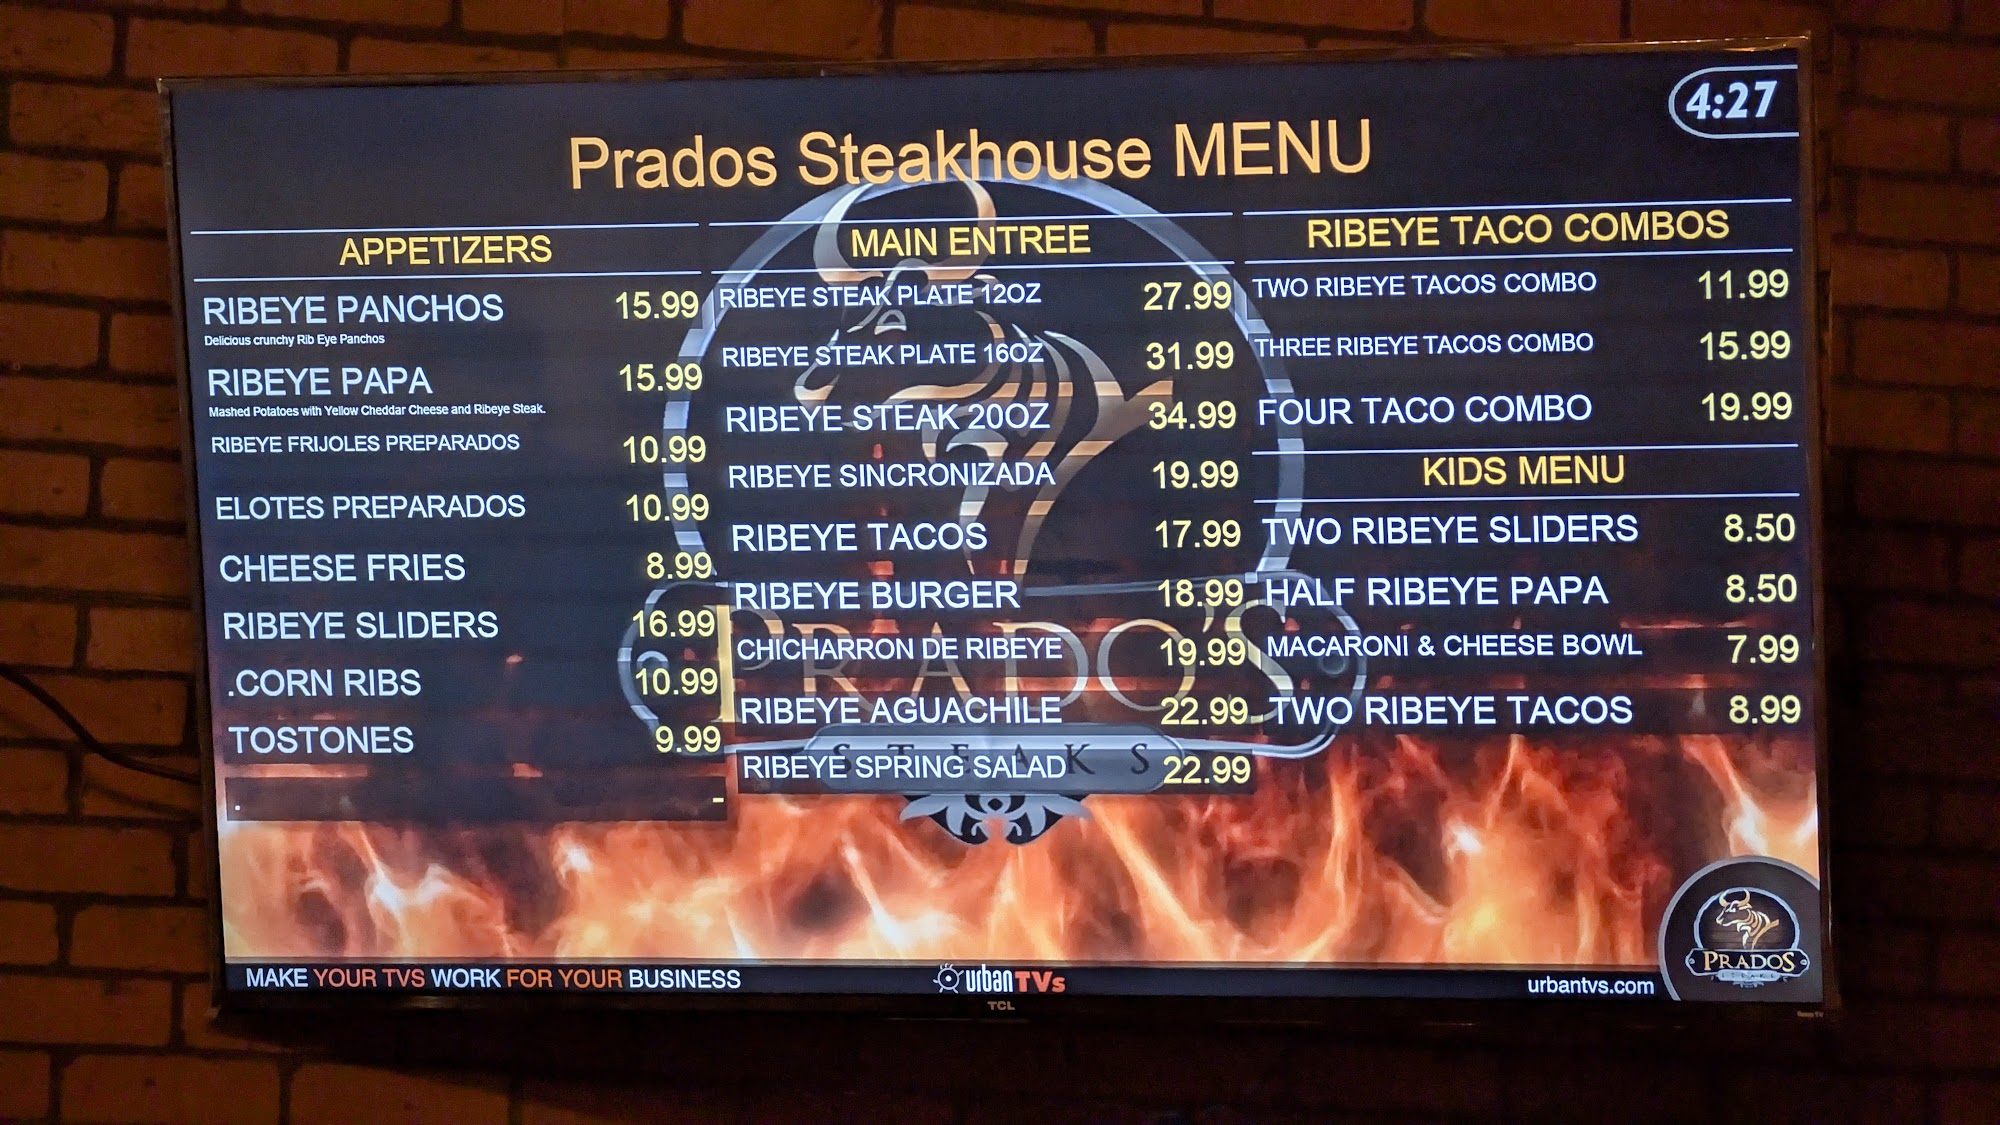 4:27
Prados Steakhouse MENU
APPETIZERS
RIBEYE PANCHOS 15.99
Delicious crunchy Rib Eye Panchos
RIBEYE PAPA 15.99
Mashed Potatoes with Yellow Cheddar Cheese and Ribeye Steak.
RIBEYE FRIJOLES PREPARADOS 10.99
ELOTES PREPARADOS 10.99
CHEESE FRIES 8.99
RIBEYE SLIDERS 16.99
.CORN RIBS 10.99
TOSTONES 9.99
. -
MAIN ENTREE
RIBEYE STEAK PLATE 12OZ 27.99
RIBEYE STEAK PLATE 16OZ 31.99
RIBEYE STEAK 20OZ 34.99
RIBEYE SINCRONIZADA 19.99
RIBEYE TACOS 17.99
RIBEYE BURGER 18.99
CHICHARRON DE RIBEYE 19.99
RIBEYE AGUACHILE 22.99
RIBEYE SPRING SALAD 22.99
RIBEYE TACO COMBOS
TWO RIBEYE TACOS COMBO 11.99
THREE RIBEYE TACOS COMBO 15.99
FOUR TACO COMBO 19.99
KIDS MENU
TWO RIBEYE SLIDERS 8.50
HALF RIBEYE PAPA 8.50
MACARONI & CHEESE BOWL 7.99
TWO RIBEYE TACOS 8.99
PRADO'S
STEAKS
MAKE YOUR TVS WORK FOR YOUR BUSINESS
urbanTVs
urbantvs.com
PRADOS
TCL